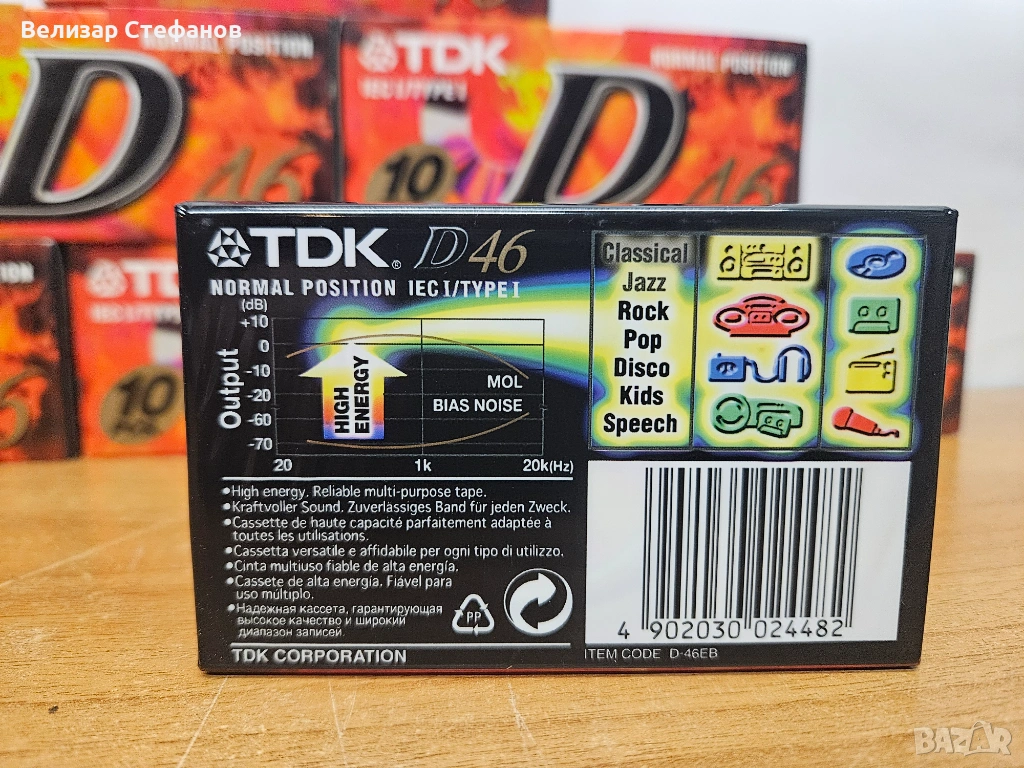 Велизар Стефанов
D
NORMAL POSITION
46
TDK
IEC I/TYPE I
NORMAL POSITION
D
46
10
46
10
TDK® D46
NORMAL POSITION IEC I/TYPE I
(dB)
+10
0
-10
-20
-60
-70
Output
HIGH ENERGY
MOL
BIAS NOISE
20 1k 20k(Hz)
Classical
Jazz
Rock
Pop
Disco
Kids
Speech
•High energy. Reliable multi-purpose tape.
•Kraftvoller Sound. Zuverlässiges Band für jeden Zweck.
•Cassette de haute capacité parfaitement adaptée à
toutes les utilisations.
•Cassetta versatile e affidabile per ogni tipo di utilizzo.
•Cinta multiuso fiable de alta energía.
•Cassete de alta energia. Fiável para
uso múltiplo.
•Надежная кассета, гарантирующая
высокое качество и широкий
диапазон записей.
PP
TDK CORPORATION
4 902030 024482
ITEM CODE D-46EB
BAZAR